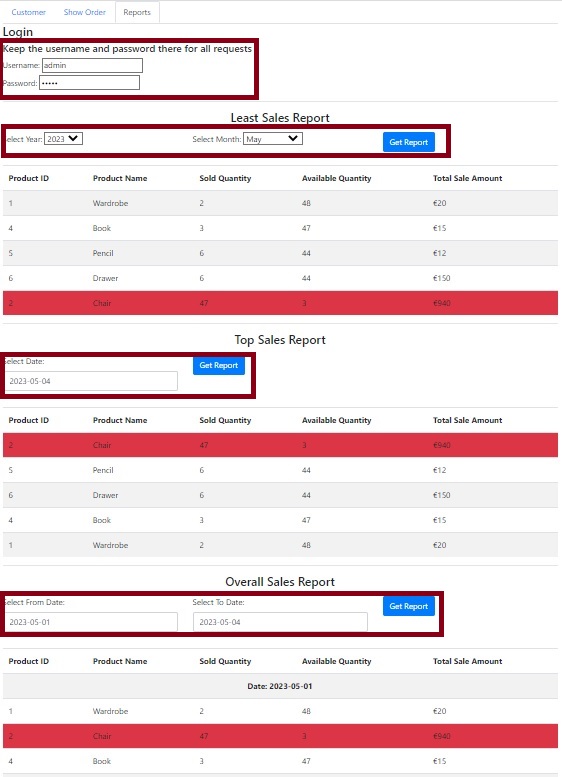 Customer Show Order Reports
Login
Keep the username and password there for all requests
Username: admin
Password: •••••
Least Sales Report
Select Year: 2023 Select Month: May Get Report
Product ID Product Name Sold Quantity Available Quantity Total Sale Amount
1 Wardrobe 2 48 €20
4 Book 3 47 €15
5 Pencil 6 44 €12
6 Drawer 6 44 €150
2 Chair 47 3 €940
Top Sales Report
Select Date: Get Report
2023-05-04
Product ID Product Name Sold Quantity Available Quantity Total Sale Amount
2 Chair 47 3 €940
5 Pencil 6 44 €12
6 Drawer 6 44 €150
4 Book 3 47 €15
1 Wardrobe 2 48 €20
Overall Sales Report
Select From Date: Select To Date: Get Report
2023-05-01 2023-05-04
Product ID Product Name Sold Quantity Available Quantity Total Sale Amount
Date: 2023-05-01
1 Wardrobe 2 48 €20
2 Chair 47 3 €940
4 Book 3 47 €15